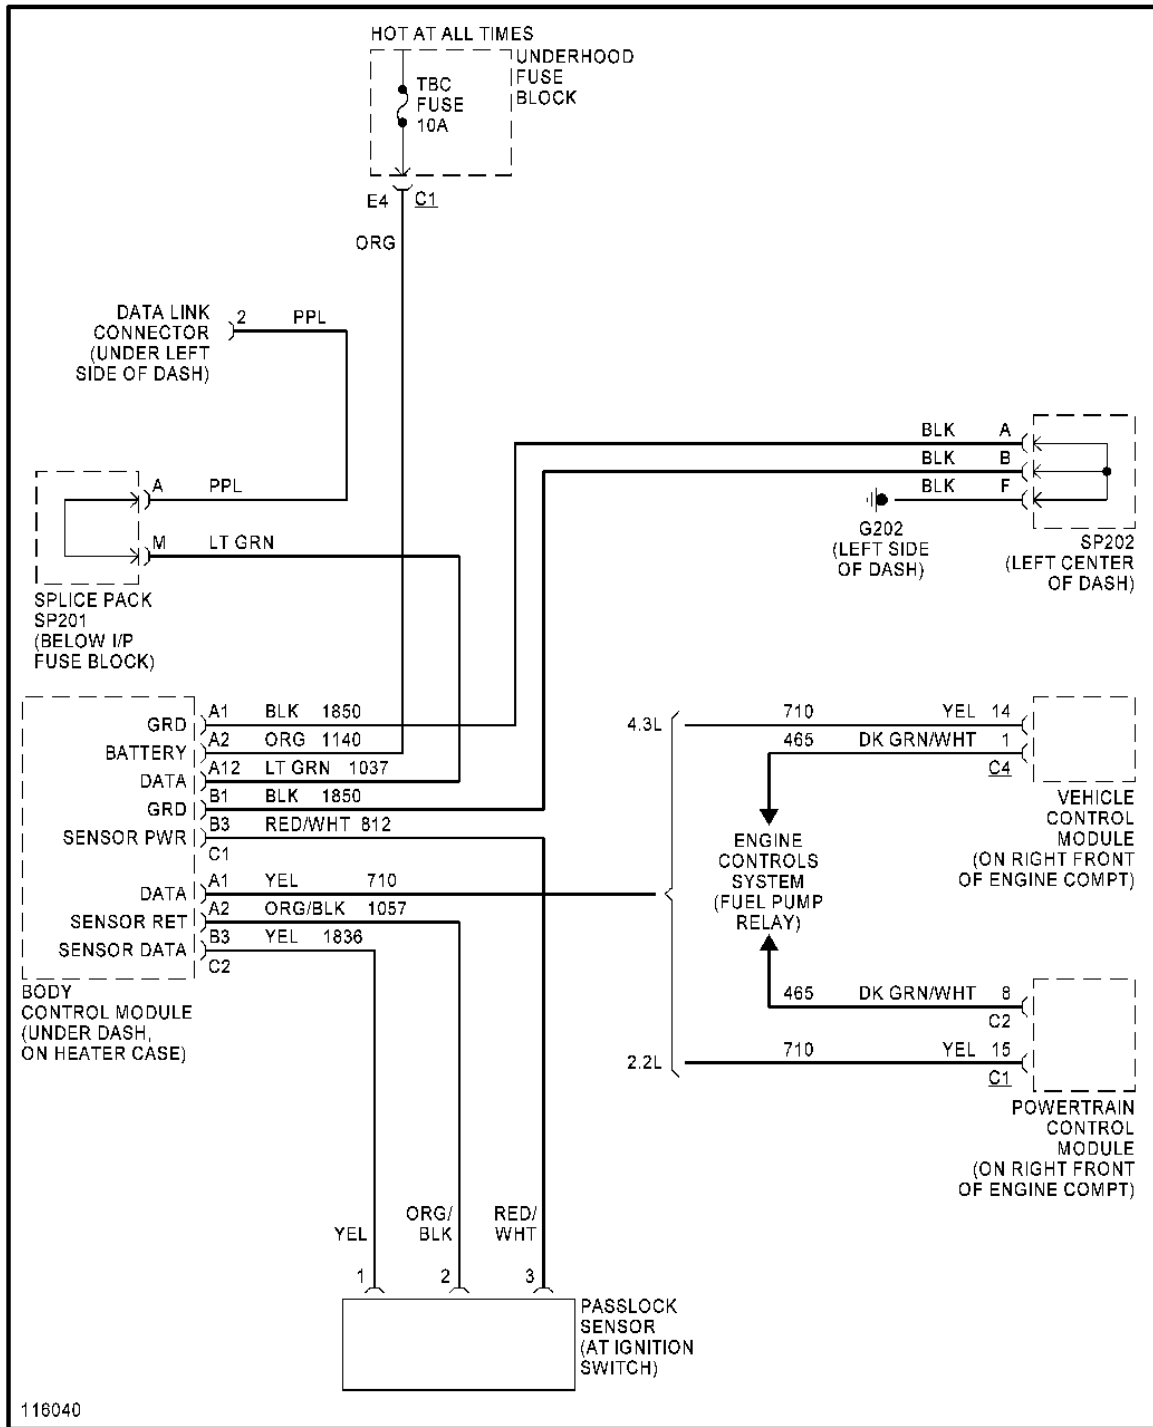 HOT AT ALL TIMES
UNDERHOOD
FUSE
BLOCK
TBC
FUSE
10A
E4 C1
ORG
DATA LINK
CONNECTOR
(UNDER LEFT
SIDE OF DASH)
2 PPL
A PPL
M LT GRN
SPLICE PACK
SP201
(BELOW I/P
FUSE BLOCK)
BLK A
BLK B
BLK F
G202
(LEFT SIDE
OF DASH)
SP202
(LEFT CENTER
OF DASH)
GRD A1 BLK 1850
BATTERY A2 ORG 1140
DATA A12 LT GRN 1037
GRD B1 BLK 1850
SENSOR PWR B3 RED/WHT 812
C1
DATA A1 YEL 710
SENSOR RET A2 ORG/BLK 1057
SENSOR DATA B3 YEL 1836
C2
BODY
CONTROL MODULE
(UNDER DASH,
ON HEATER CASE)
4.3L 710 YEL 14
465 DK GRN/WHT 1
C4
VEHICLE
CONTROL
MODULE
(ON RIGHT FRONT
OF ENGINE COMPT)
ENGINE
CONTROLS
SYSTEM
(FUEL PUMP
RELAY)
465 DK GRN/WHT 8
C2
2.2L 710 YEL 15
C1
POWERTRAIN
CONTROL
MODULE
(ON RIGHT FRONT
OF ENGINE COMPT)
YEL
ORG/
BLK
RED/
WHT
1 2 3
PASSLOCK
SENSOR
(AT IGNITION
SWITCH)
116040